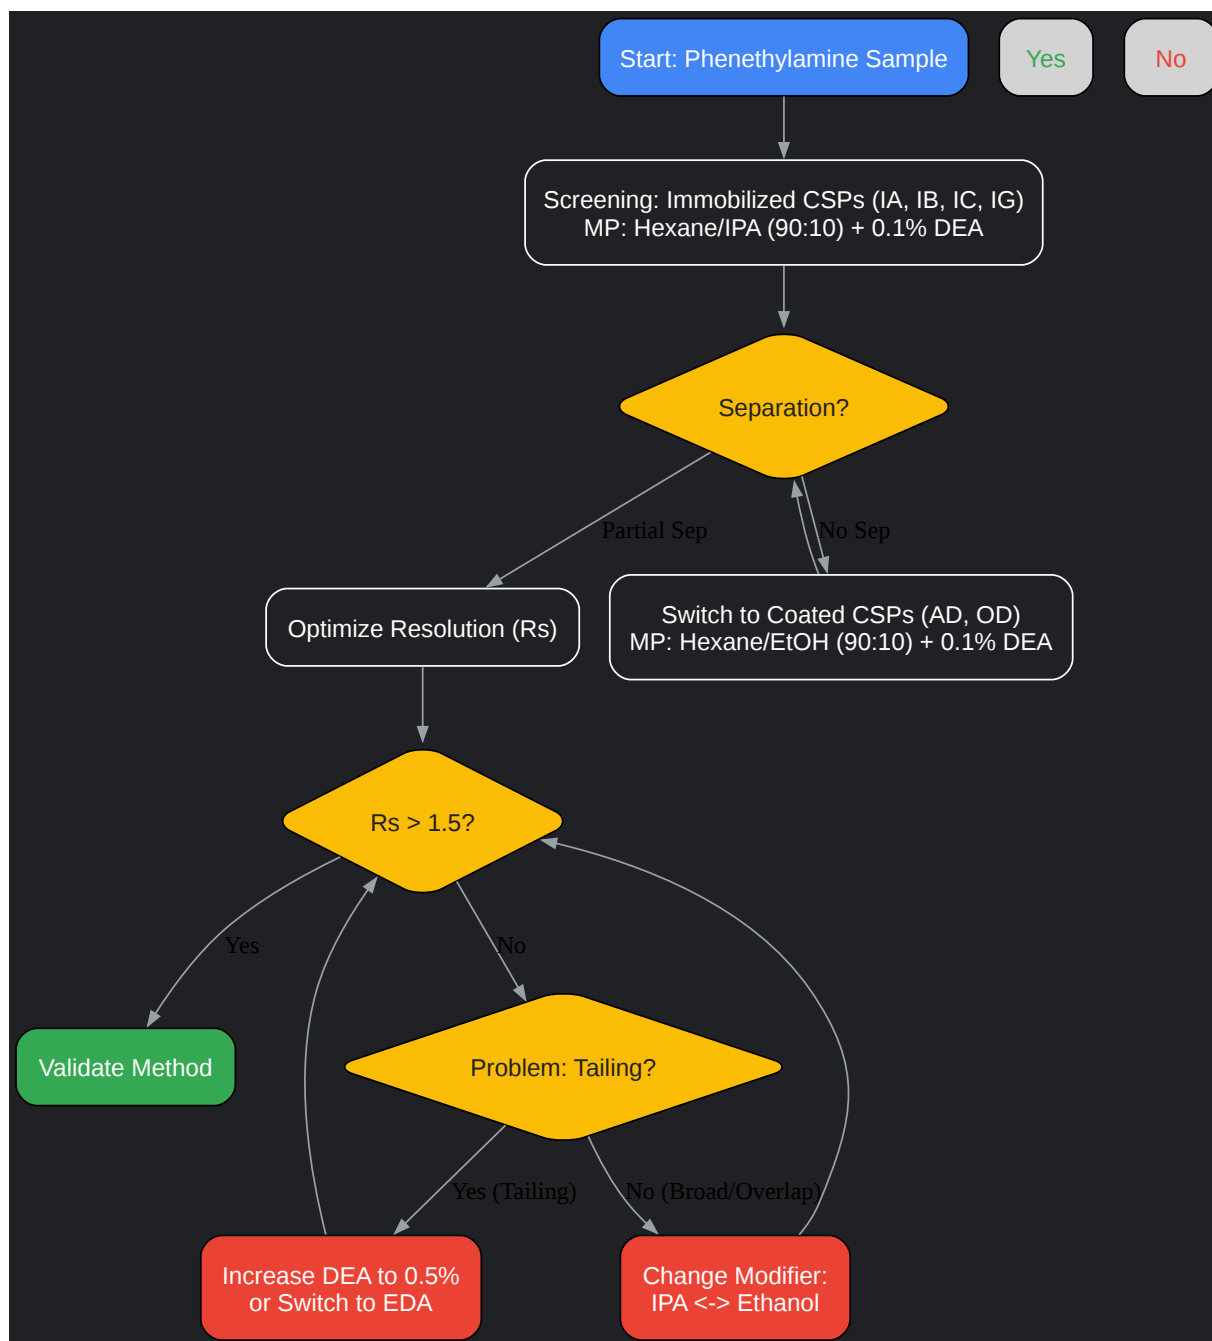 Start: Phenethylamine Sample
Yes
No
Screening: Immobilized CSPs (IA, IB, IC, IG)
MP: Hexane/IPA (90:10) + 0.1% DEA
Separation?
Partial Sep
No Sep
Optimize Resolution (Rs)
Switch to Coated CSPs (AD, OD)
MP: Hexane/EtOH (90:10) + 0.1% DEA
Rs > 1.5?
Yes
No
Validate Method
Problem: Tailing?
Yes (Tailing)
No (Broad/Overlap)
Increase DEA to 0.5%
or Switch to EDA
Change Modifier:
IPA <-> Ethanol